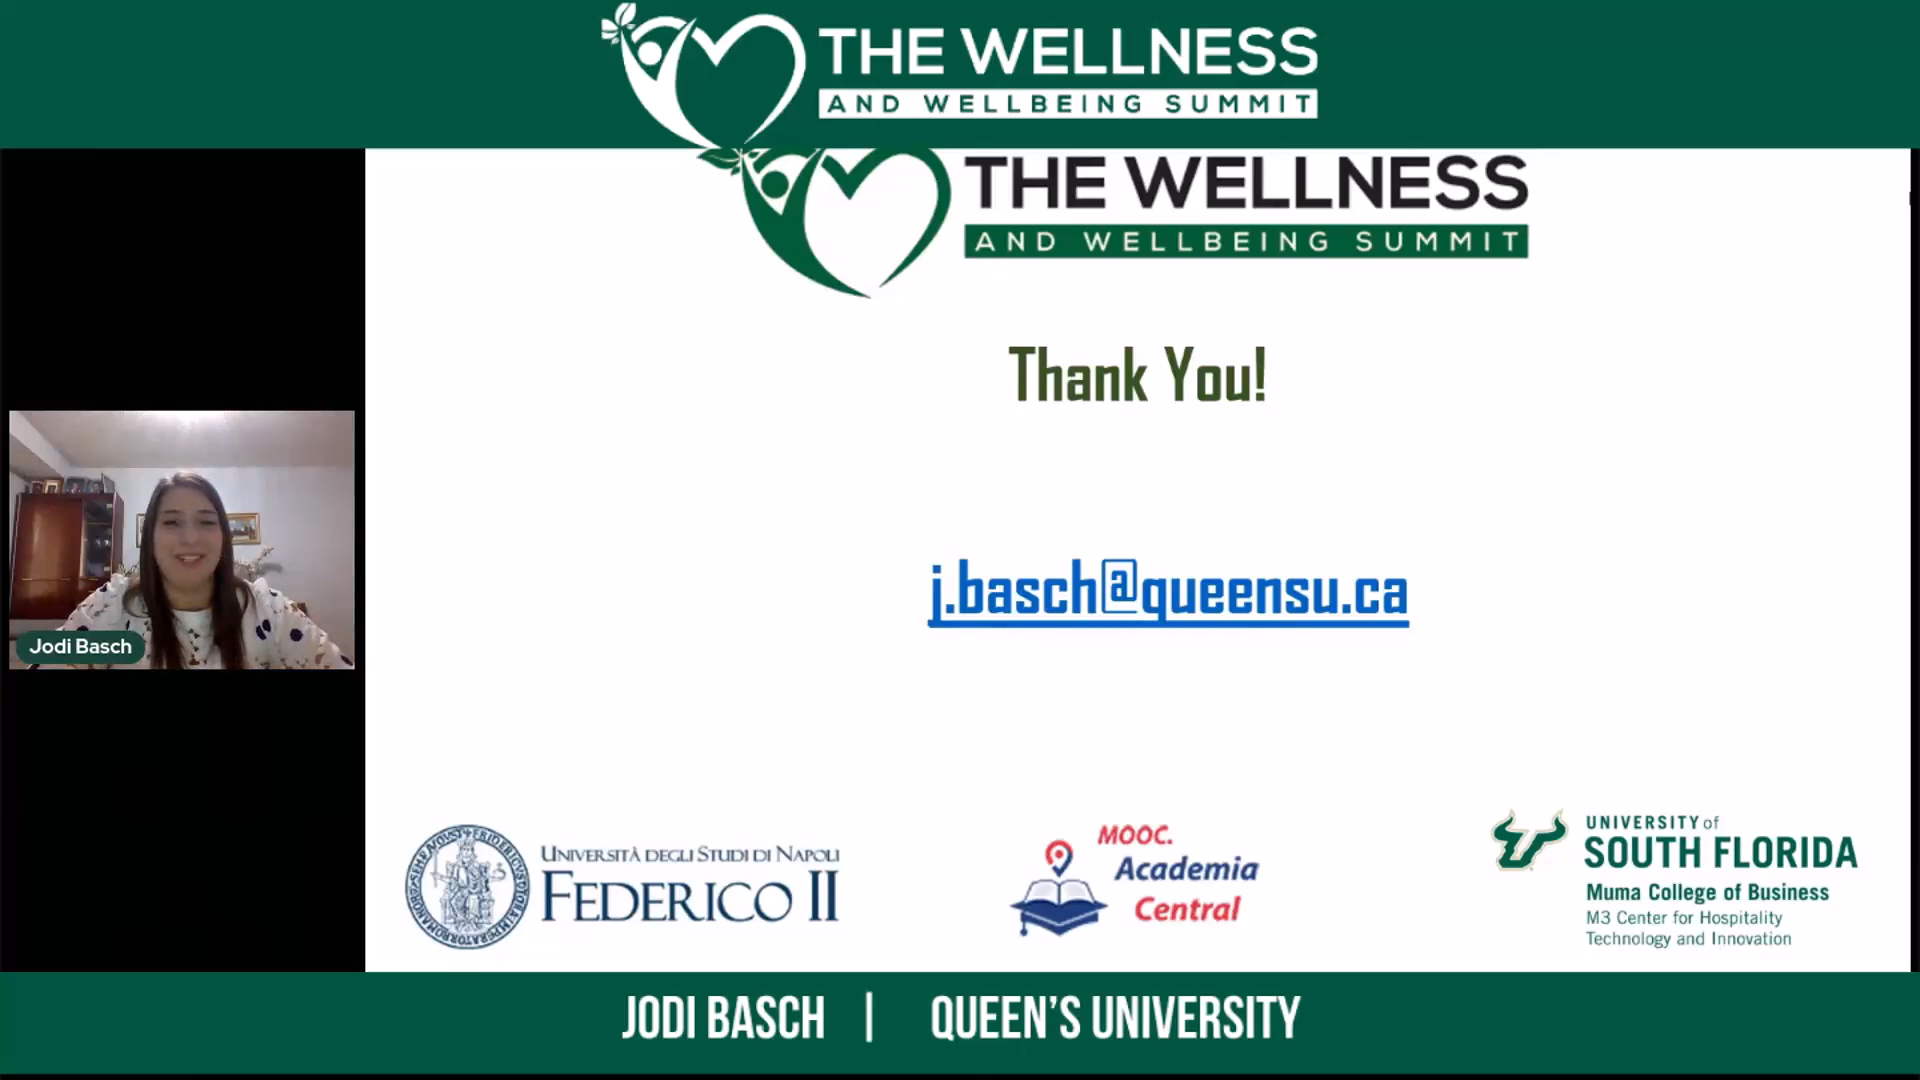 THE WELLNESS
AND WELLBEING SUMMIT
THE WELLNESS
AND WELLBEING SUMMIT
Thank You!
j.basch@queensu.ca
Jodi Basch
UNIVERSITÀ DEGLI STUDI DI NAPOLI
FEDERICO II
MOOC.
Academia
Central
UNIVERSITY of
SOUTH FLORIDA
Muma College of Business
M3 Center for Hospitality
Technology and Innovation
JODI BASCH | QUEEN'S UNIVERSITY